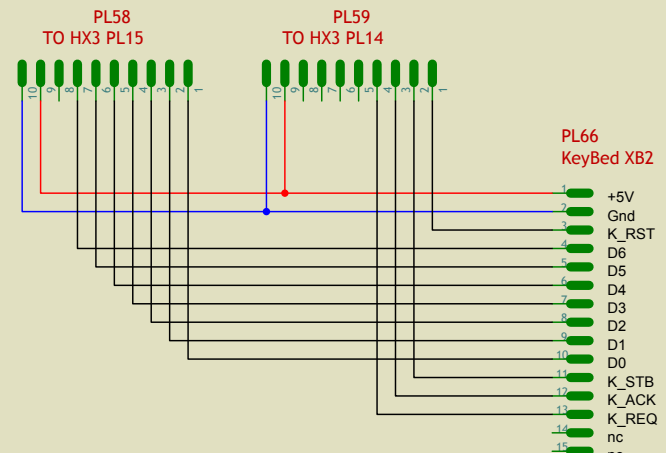 PL58
TO HX3 PL15
PL59
TO HX3 PL14
10 9 8 7 6 5 4 3 2 1
10 9 8 7 6 5 4 3 2 1
PL66
KeyBed XB2
1 +5V
2 Gnd
3 K_RST
4 D6
5 D5
6 D4
7 D3
8 D2
9 D1
10 D0
11 K_STB
12 K_ACK
13 K_REQ
14 nc
15